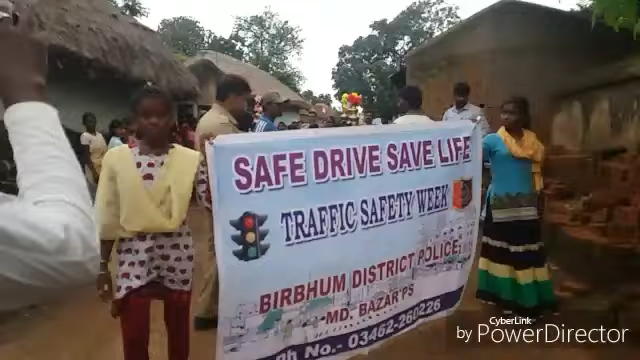 SAFE DRIVE SAVE LIFE
TRAFFIC SAFETY WEEK
BIRBHUM DISTRICT POLICE
MD. BAZAR PS
Ph No.- 03462-260226
CyberLink
by PowerDirector